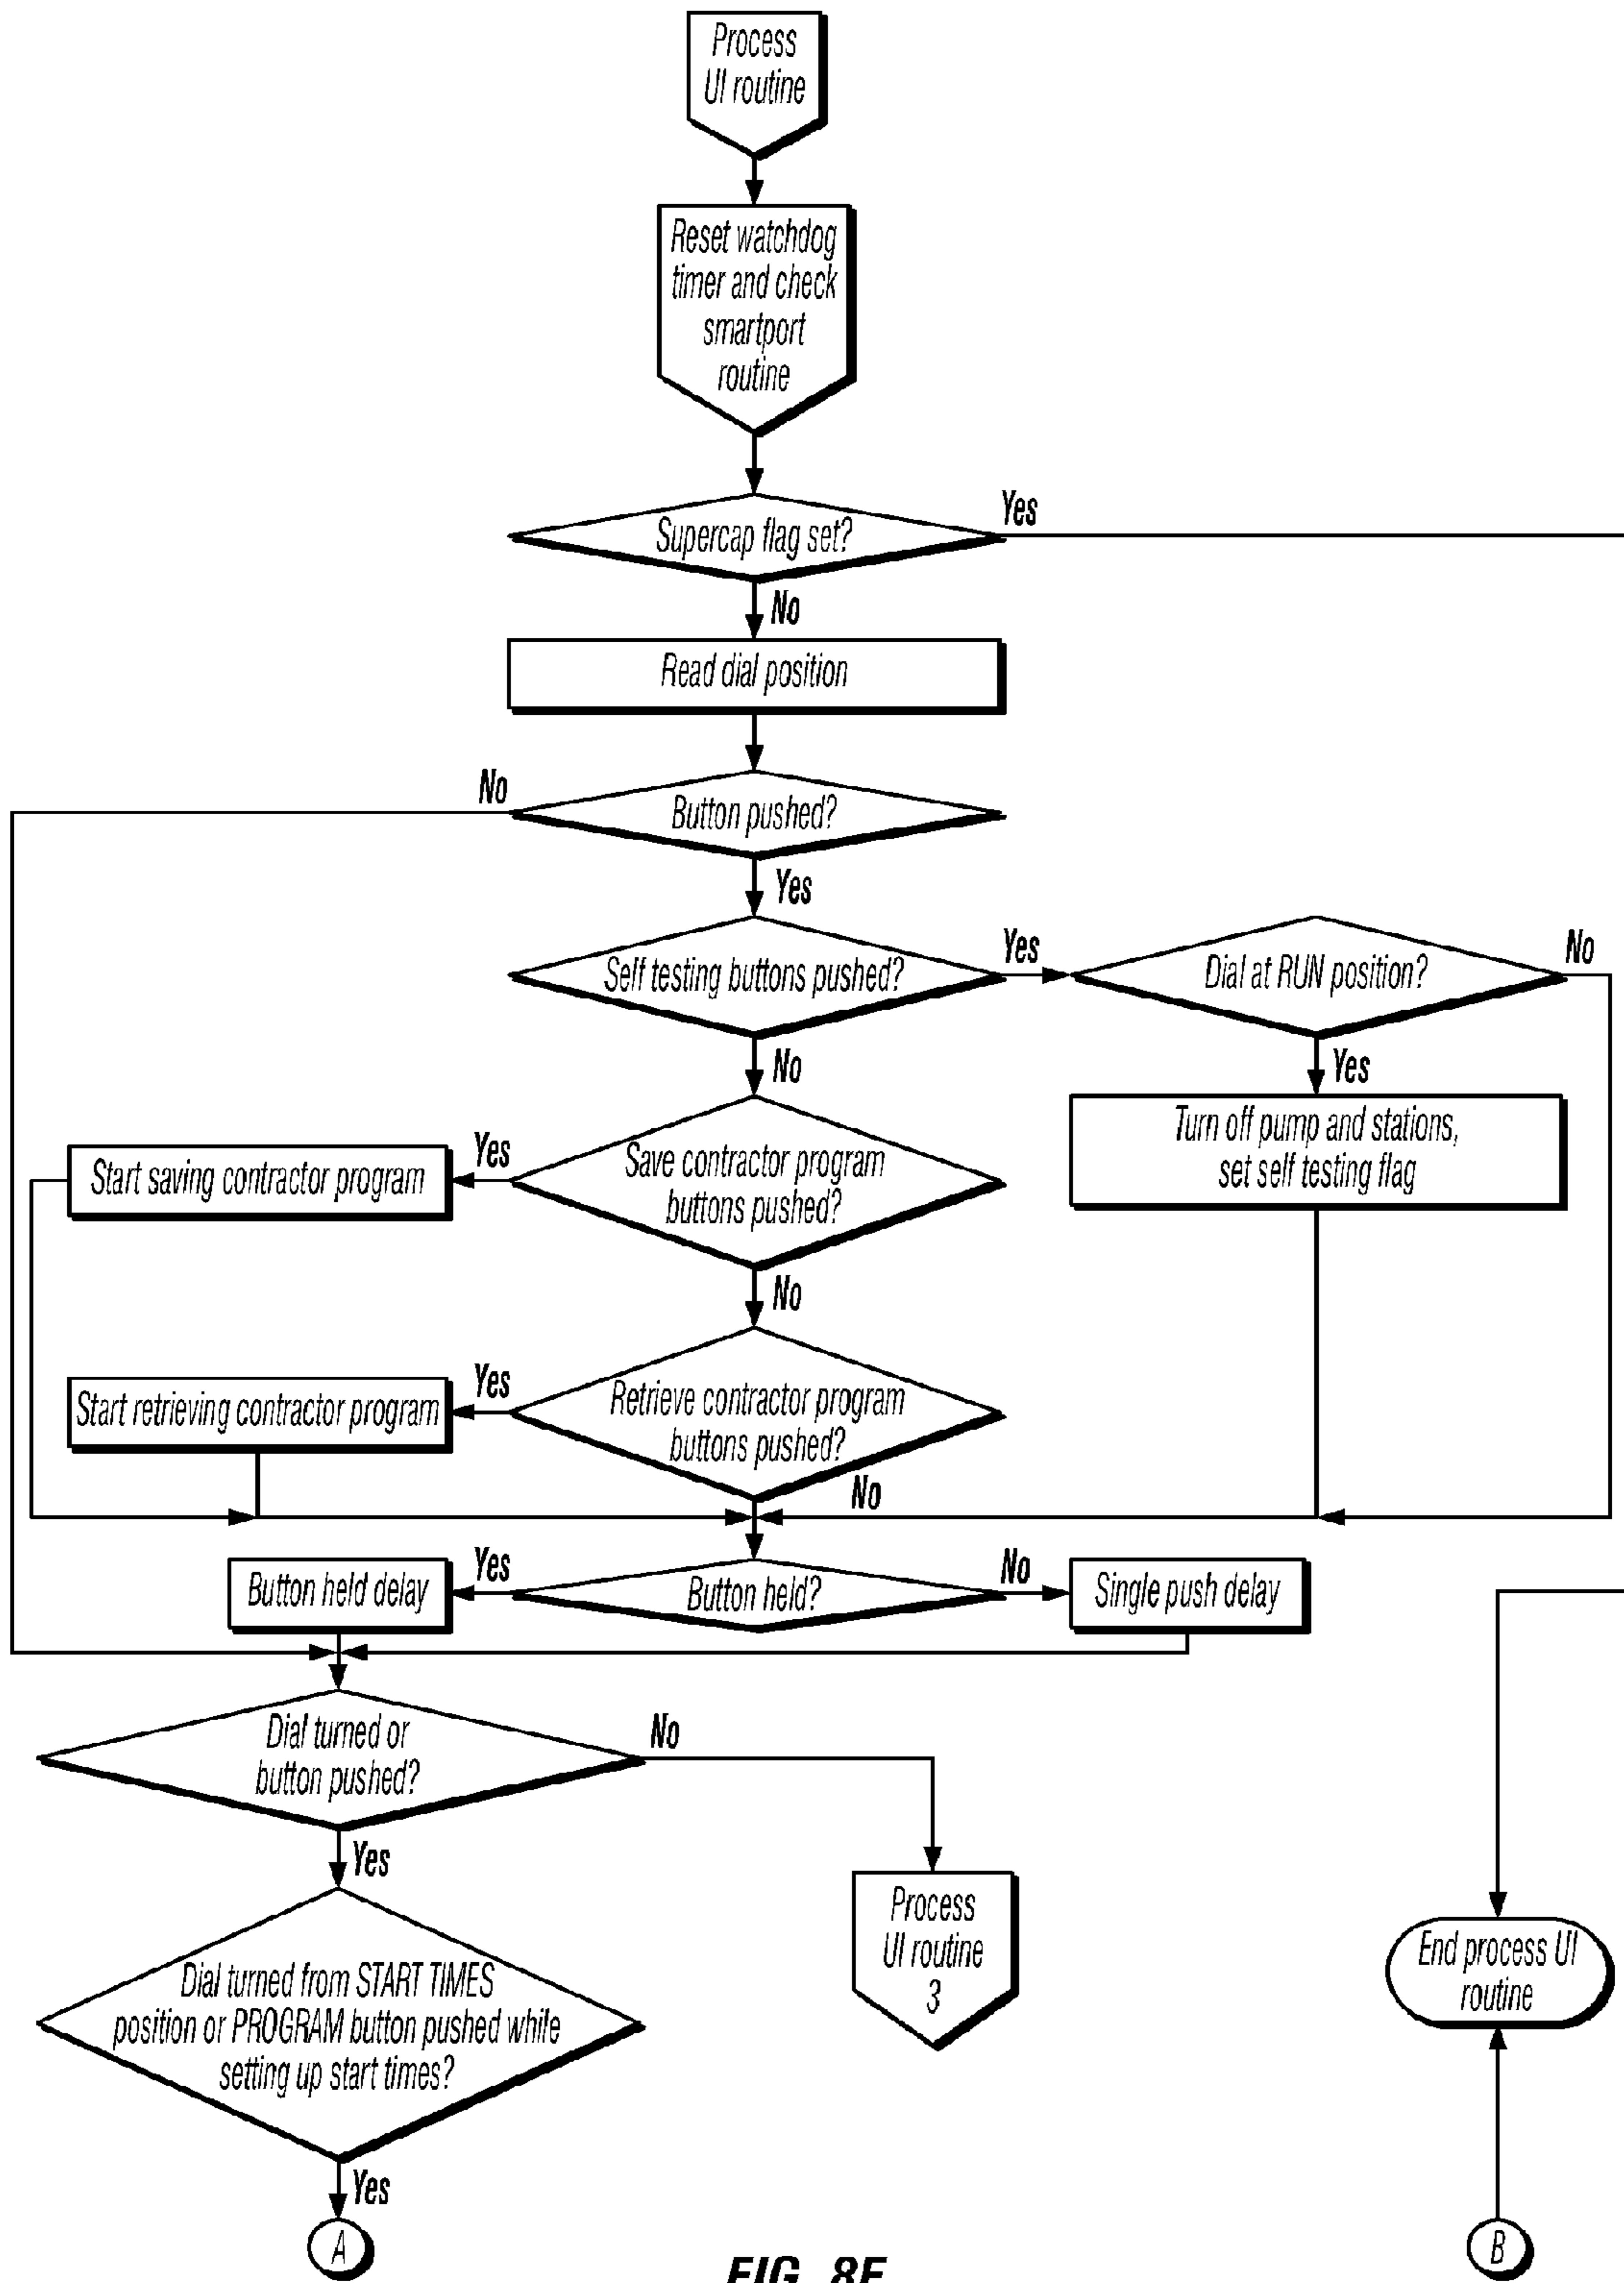 Process
UI routine
Reset watchdog
timer and check
smartport
routine
Supercap flag set?
Yes
No
Read dial position
No
Button pushed?
Yes
Self testing buttons pushed?
Yes
Dial at RUN position?
No
No
Yes
Turn off pump and stations,
set self testing flag
Start saving contractor program
Yes
Save contractor program
buttons pushed?
No
Start retrieving contractor program
Yes
Retrieve contractor program
buttons pushed?
No
Button held delay
Yes
Button held?
No
Single push delay
Dial turned or
button pushed?
No
Yes
Process
UI routine
3
Dial turned from START TIMES
position or PROGRAM button pushed while
setting up start times?
End process UI
routine
Yes
A
B
FIG. 8F